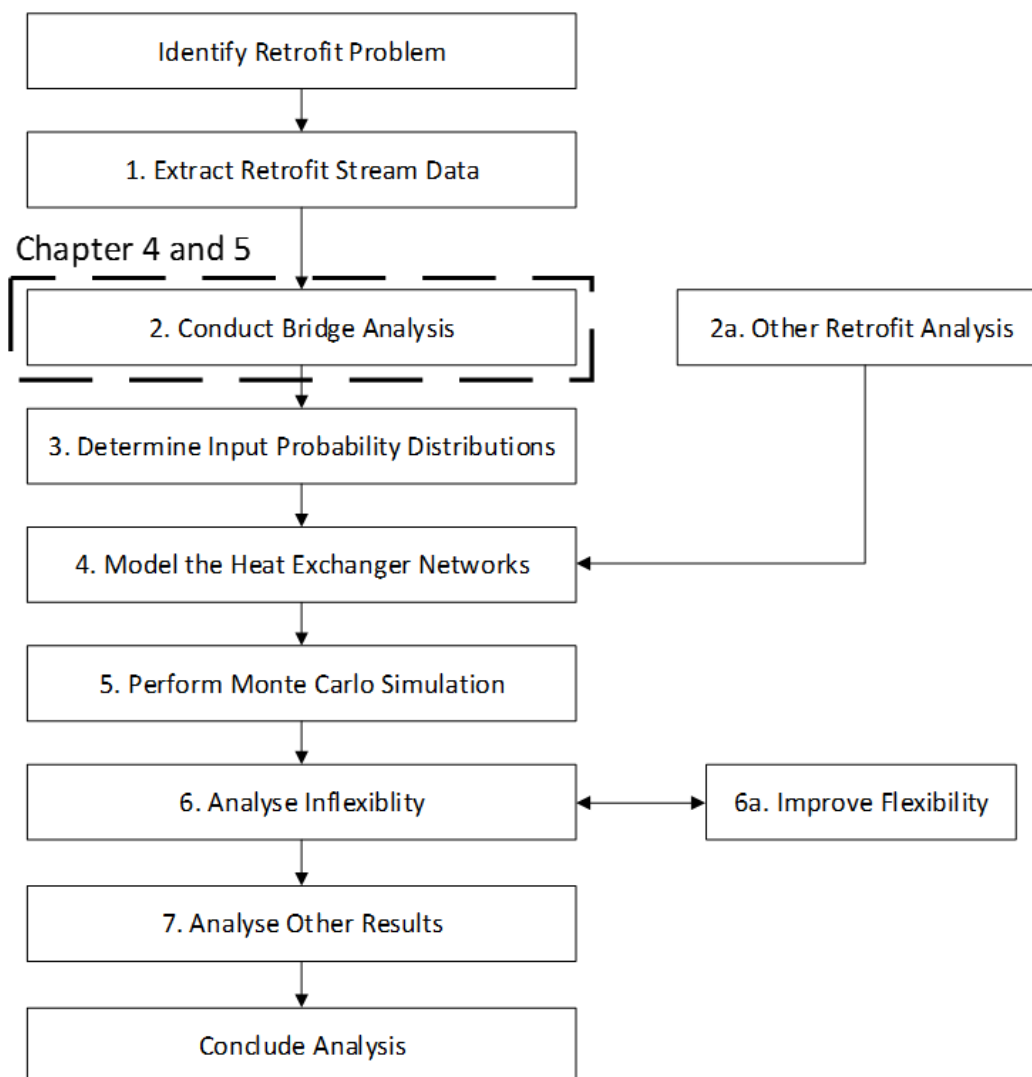 Identify Retrofit Problem
1. Extract Retrofit Stream Data
Chapter 4 and 5
2. Conduct Bridge Analysis
2a. Other Retrofit Analysis
3. Determine Input Probability Distributions
4. Model the Heat Exchanger Networks
5. Perform Monte Carlo Simulation
6. Analyse Inflexiblity
6a. Improve Flexibility
7. Analyse Other Results
Conclude Analysis